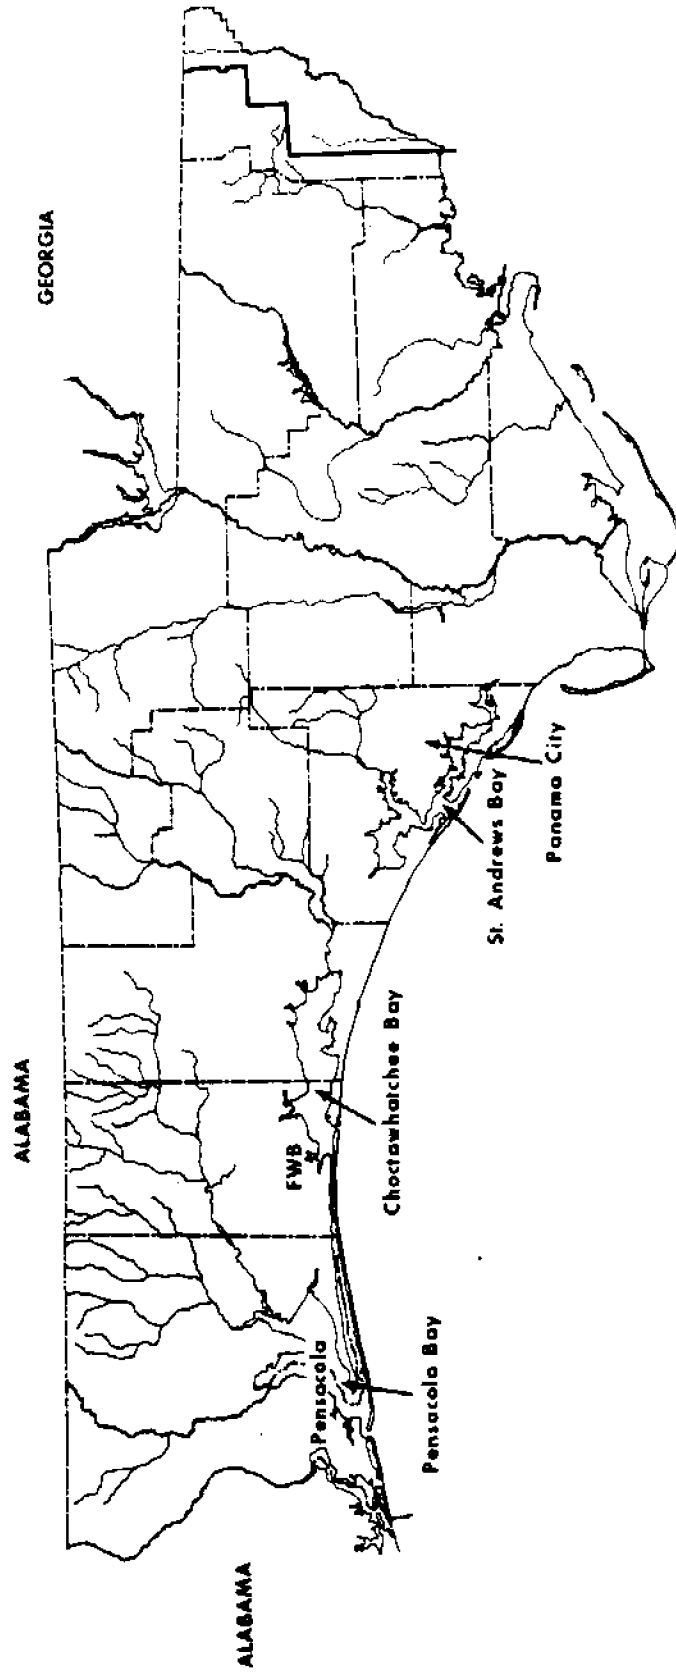 GEORGIA
ALABAMA
ALABAMA
Pensacola
FWB
Pensacola Bay
Choctawhatchee Bay
St. Andrews Bay
Panama City